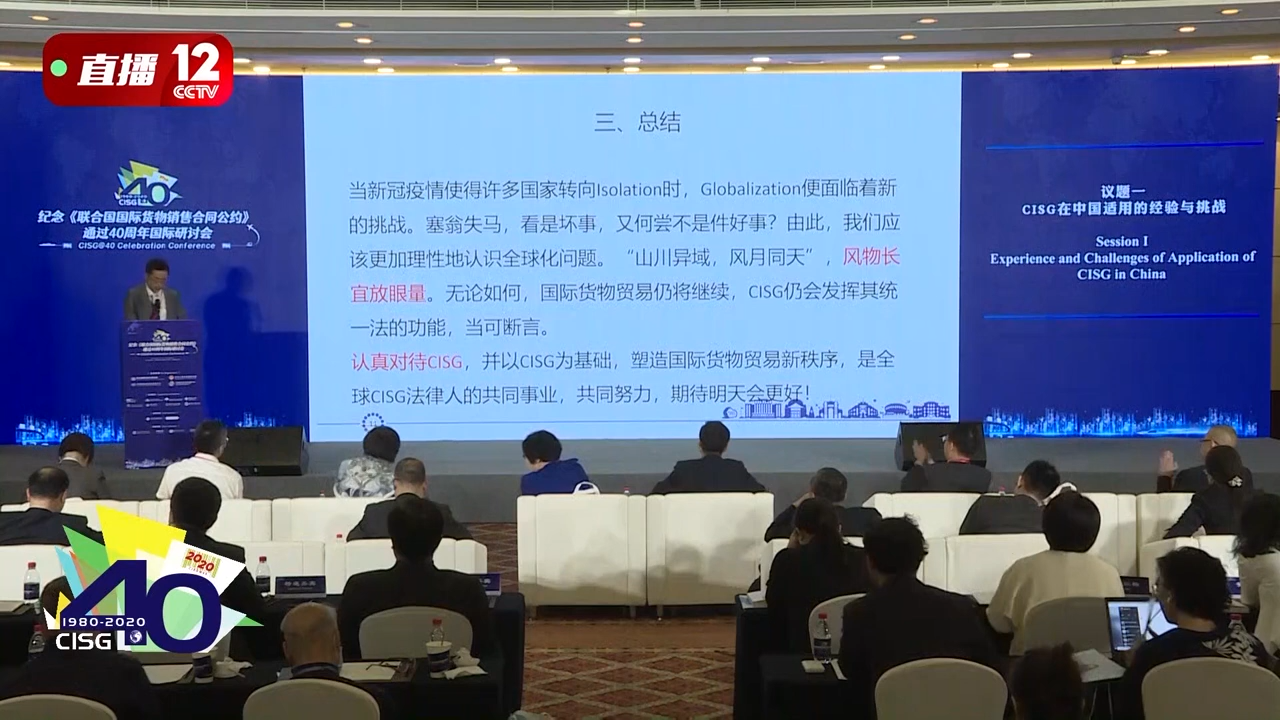 直播 12
CCTV
40
1980-2020
CISG
纪念《联合国国际货物销售合同公约》
通过40周年国际研讨会
CISG@40 Celebration Conference
三、总结
当新冠疫情使得许多国家转向Isolation时，Globalization便面临着新
的挑战。塞翁失马，看是坏事，又何尝不是件好事？由此，我们应
该更加理性地认识全球化问题。“山川异域，风月同天”，风物长
宜放眼量。无论如何，国际货物贸易仍将继续，CISG仍会发挥其统
一法的功能，当可断言。
认真对待CISG，并以CISG为基础，塑造国际货物贸易新秩序，是全
球CISG法律人的共同事业，共同努力，期待明天会更好！
议题一
CISG在中国适用的经验与挑战
Session I
Experience and Challenges of Application of
CISG in China
2020
40
1980-2020
CISG